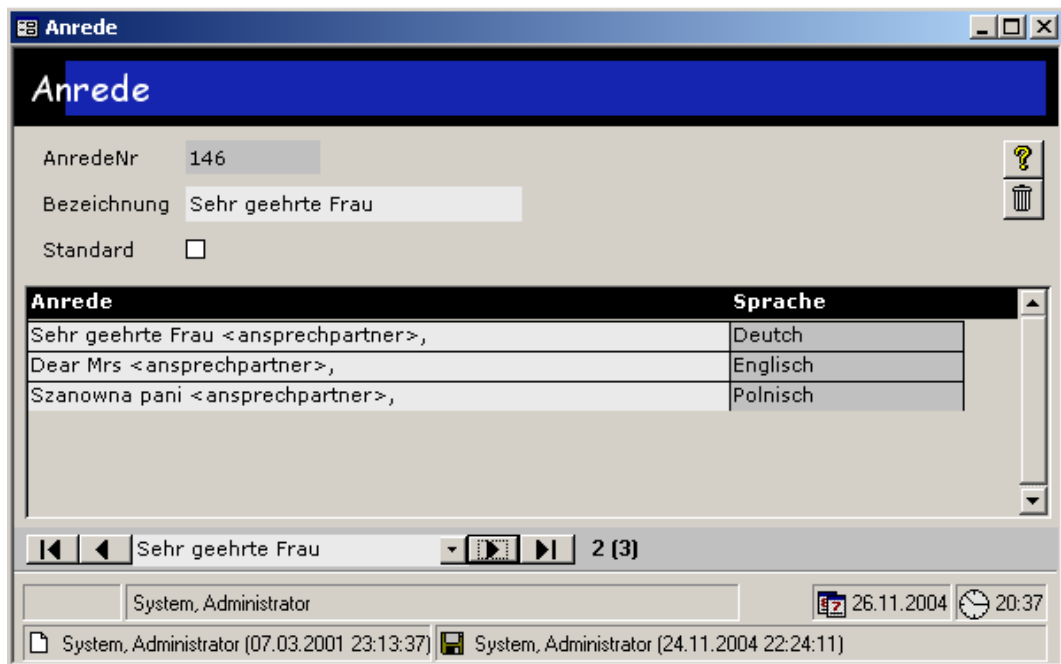 Anrede
Anrede
AnredeNr 146
Bezeichnung Sehr geehrte Frau
Standard
Anrede Sprache
Sehr geehrte Frau <ansprechpartner>, Deutch
Dear Mrs <ansprechpartner>, Englisch
Szanowna pani <ansprechpartner>, Polnisch
Sehr geehrte Frau 2 (3)
System, Administrator 26.11.2004 20:37
System, Administrator (07.03.2001 23:13:37) System, Administrator (24.11.2004 22:24:11)